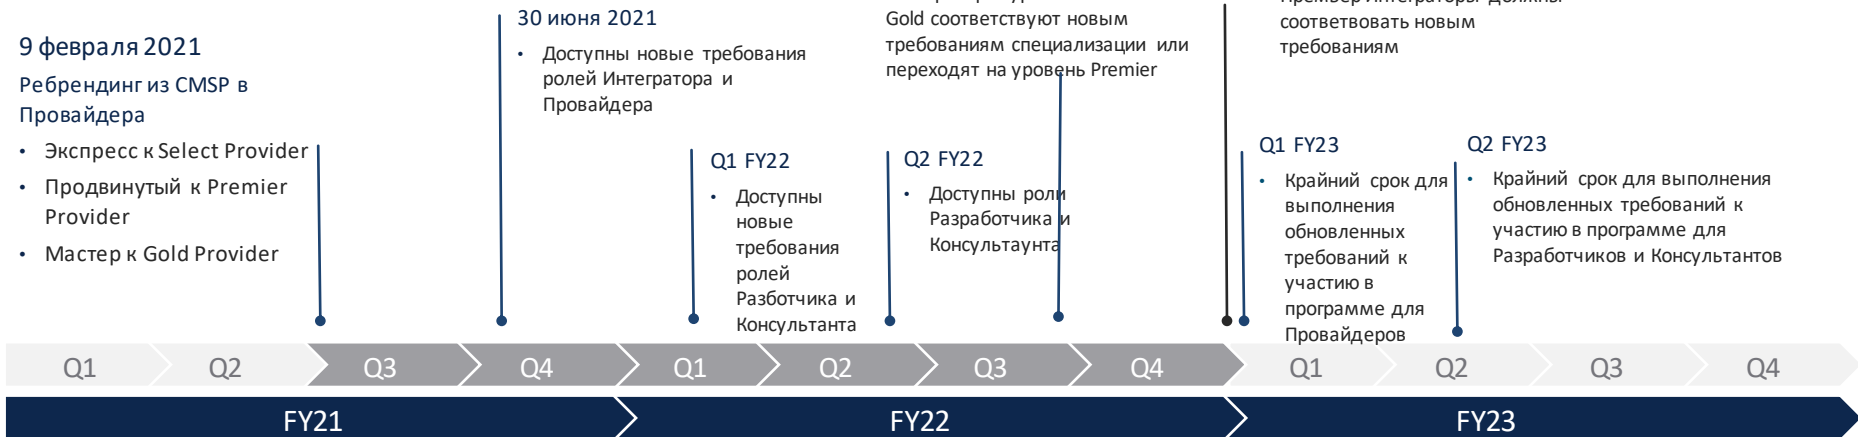 9 февраля 2021
Ребрендинг из CMSP в
Провайдера
• Экспресс к Select Provider
• Продвинутый к Premier
Provider
• Мастер к Gold Provider
30 июня 2021
• Доступны новые требования
ролей Интегратора и
Провайдера
Gold соответствуют новым
требованиям специализации или
переходят на уровень Premier
соответвовать новым
требованиям
Q1 FY22
• Доступны
новые
требования
ролей
Разботчика и
Консультанта
Q2 FY22
• Доступны роли
Разработчика и
Консультаунта
Q1 FY23
• Крайний срок для
выполнения
обновленных
требований к
участию в
программе для
Провайдеров
Q2 FY23
• Крайний срок для выполнения
обновленных требований к
участию в программе для
Разработчиков и Консультантов
Q1 Q2 Q3 Q4 Q1 Q2 Q3 Q4 Q1 Q2 Q3 Q4
FY21 FY22 FY23